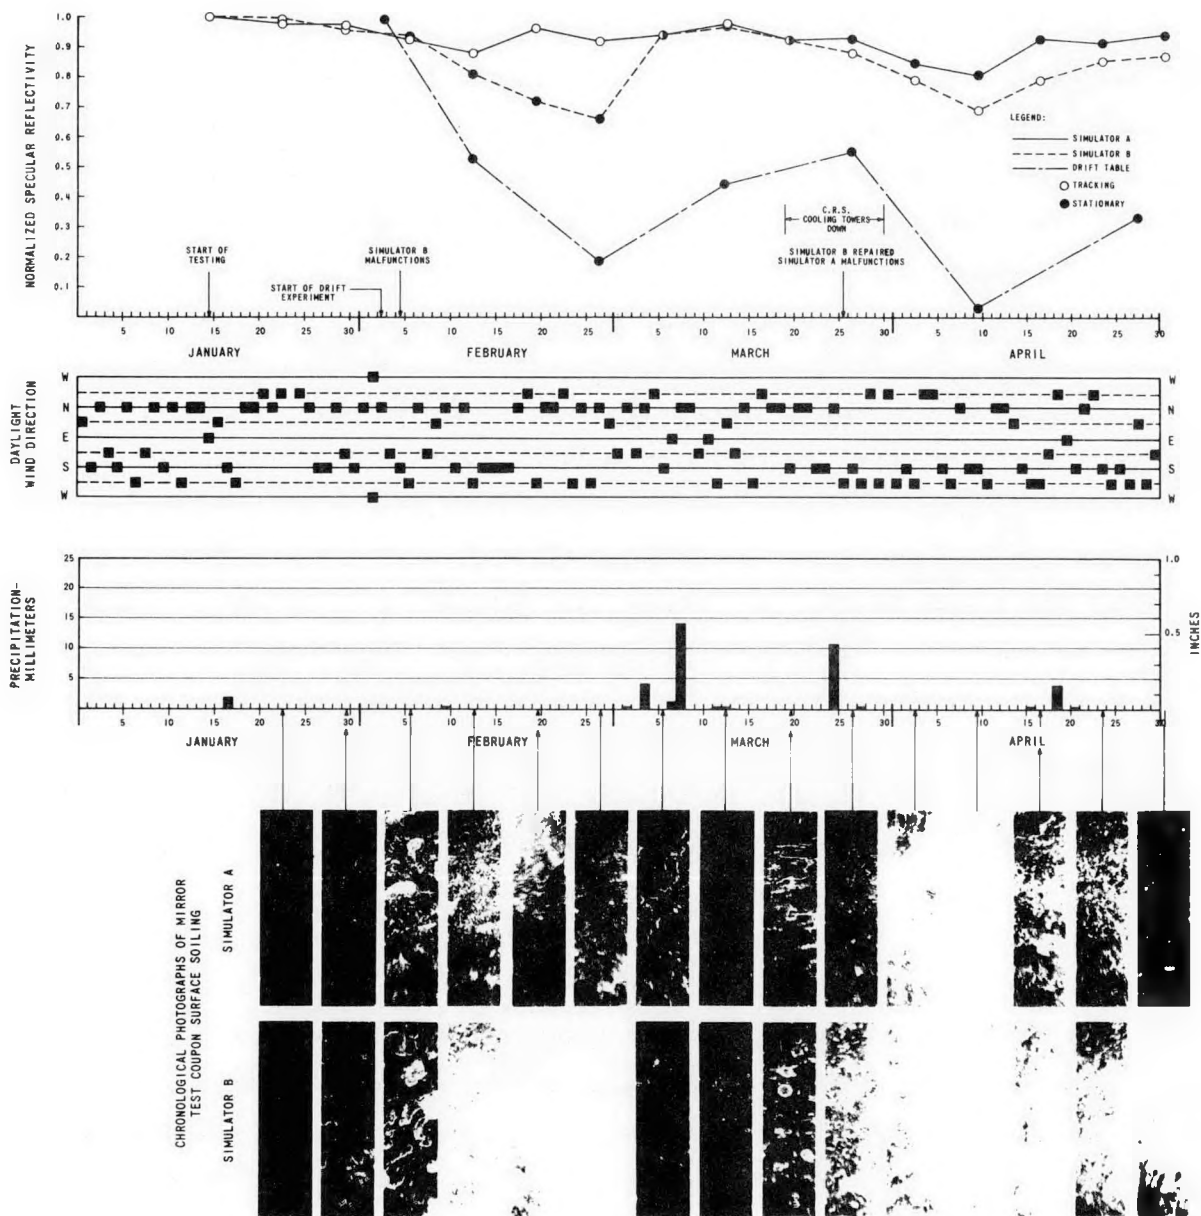 1.0
0.9
0.8
0.7
0.6
0.5
0.4
0.3
0.2
0.1
NORMALIZED SPECULAR REFLECTIVITY
LEGEND:
SIMULATOR A
SIMULATOR B
DRIFT TABLE
TRACKING
STATIONARY
C.R.S.
COOLING TOWERS
DOWN
START OF
TESTING
SIMULATOR B
MALFUNCTIONS
START OF DRIFT
EXPERIMENT
SIMULATOR B REPAIRED
SIMULATOR A MALFUNCTIONS
5 10 15 20 25 30 5 10 15 20 25 5 10 15 20 25 30 5 10 15 20 25 30
JANUARY FEBRUARY MARCH APRIL
DAYLIGHT
WIND DIRECTION
W W
N N
E E
S S
W W
PRECIPITATION-
MILLIMETERS
25 1.0
20
15
10 0.5
5
INCHES
5 10 15 20 25 30 5 10 15 20 25 5 10 15 20 25 30 5 10 15 20 25 30
JANUARY FEBRUARY MARCH APRIL
CHRONOLOGICAL PHOTOGRAPHS OF MIRROR
TEST COUPON SURFACE SOILING
SIMULATOR A
SIMULATOR B